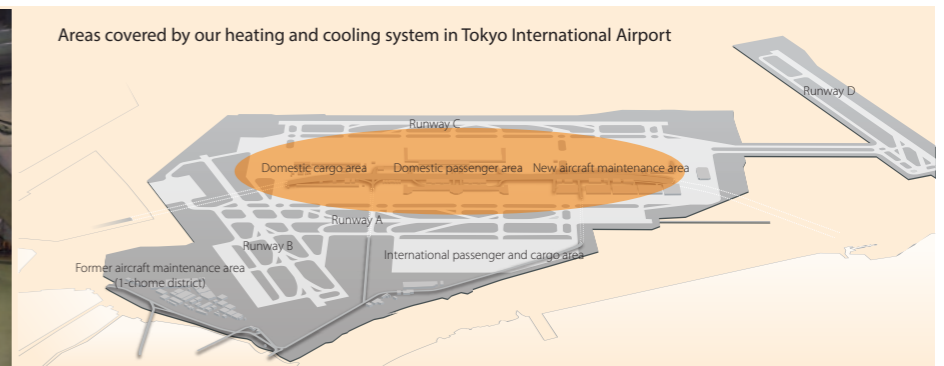 Areas covered by our heating and cooling system in Tokyo International Airport
Runway D
Runway C
Domestic cargo area
Domestic passenger area
New aircraft maintenance area
Runway A
Runway B
International passenger and cargo area
Former aircraft maintenance area
(1-chome district)